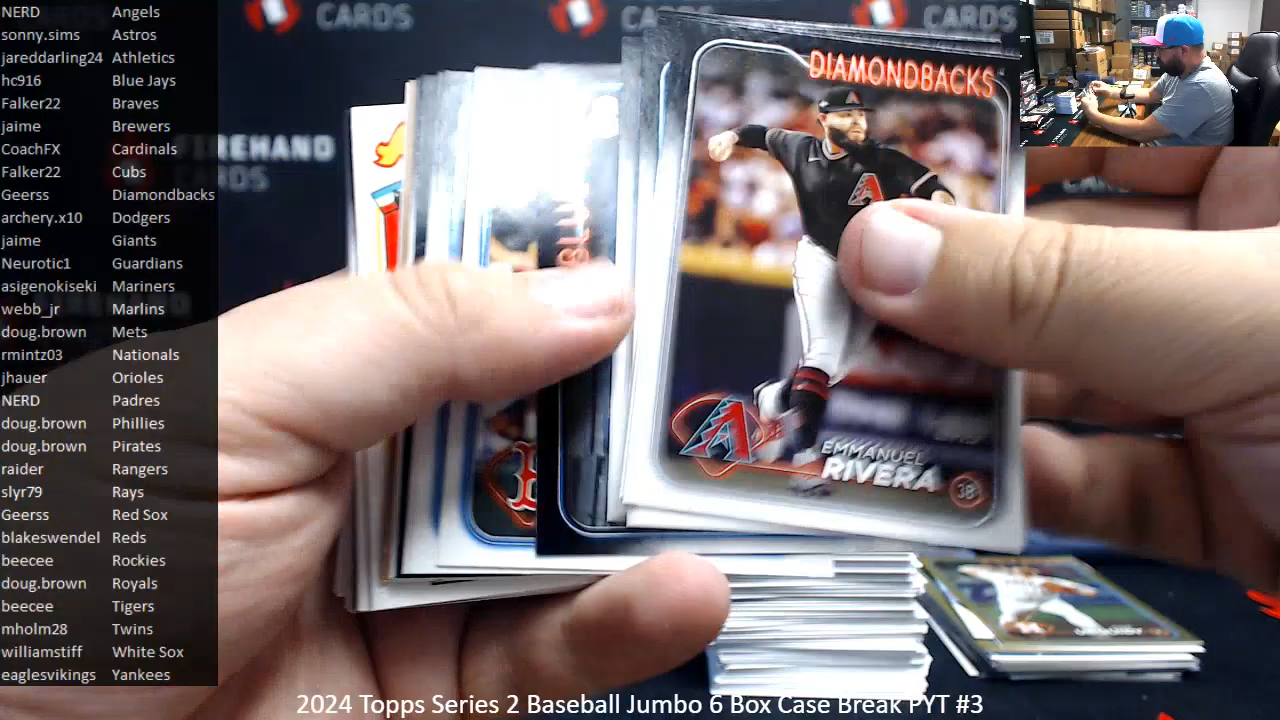 NERD Angels
sonny.sims Astros
jareddarling24 Athletics
hc916 Blue Jays
Falker22 Braves
jaime Brewers
CoachFX Cardinals
Falker22 Cubs
Geerss Diamondbacks
archery.x10 Dodgers
jaime Giants
Neurotic1 Guardians
asigenokiseki Mariners
webb_jr Marlins
doug.brown Mets
rmintz03 Nationals
jhauer Orioles
NERD Padres
doug.brown Phillies
doug.brown Pirates
raider Rangers
slyr79 Rays
Geerss Red Sox
blakeswendel Reds
beecee Rockies
doug.brown Royals
beecee Tigers
mholm28 Twins
williamstiff White Sox
eaglesvikings Yankees
CARDS
CARDS
FIREHAND
CARDS
DIAMONDBACKS
A
EMMANUEL
RIVERA
3B
2024 Topps Series 2 Baseball Jumbo 6 Box Case Break PYT #3